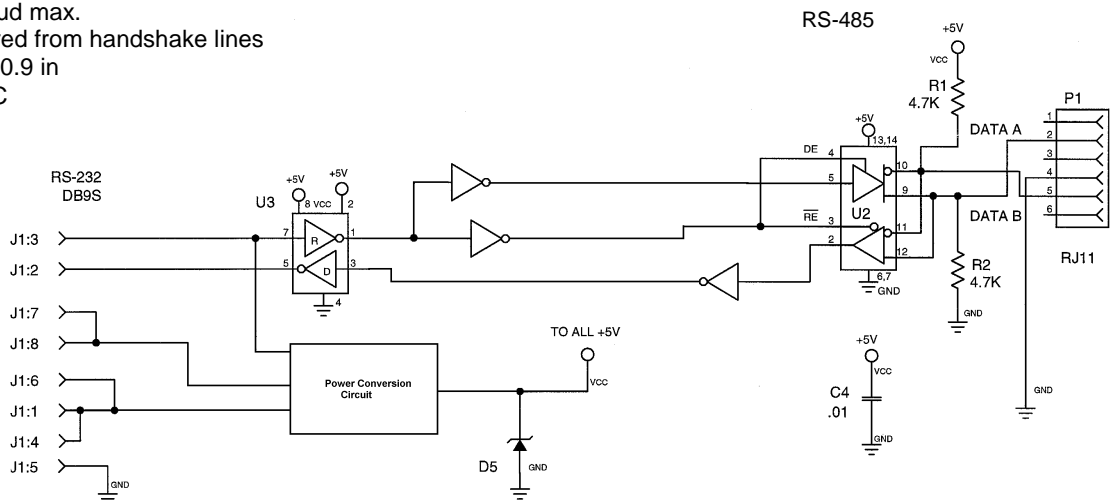 ud max.
ed from handshake lines
0.9 in
C
RS-485
+5V
VCC
R1
4.7K
P1
DATA A
1
2
3
4
5
6
DATA B
RJ11
RS-232
DB9S
U3
+5V
+5V
8 VCC
2
7
R
1
5
D
3
4
+5V
13,14
DE
4
10
5
9
RE
3
U2
11
2
12
6,7
GND
R2
4.7K
GND
J1:3
J1:2
J1:7
J1:8
J1:6
J1:1
J1:4
J1:5
GND
Power Conversion
Circuit
TO ALL +5V
VCC
D5
GND
+5V
VCC
C4
.01
GND
GND